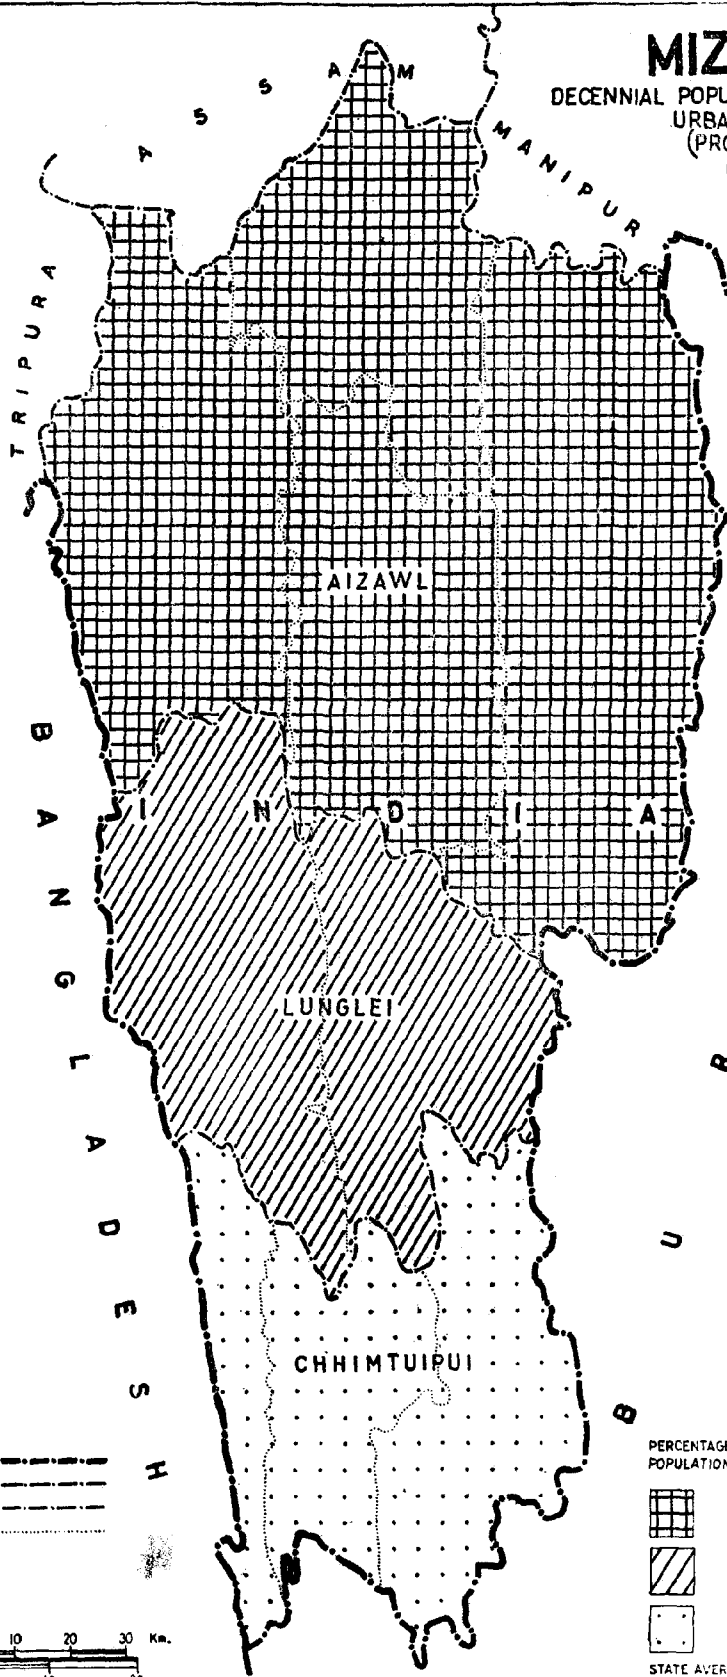 MIZ
DECENNIAL POPU
URBA
(PRO
ASSAM
MANIPUR
TRIPURA
AIZAWL
INDIA
BANGLADESH
LUNGLEI
CHHIMTUIPUI
BUR
PERCENTAGE
POPULATION
STATE AVER
10 20 30 Km.